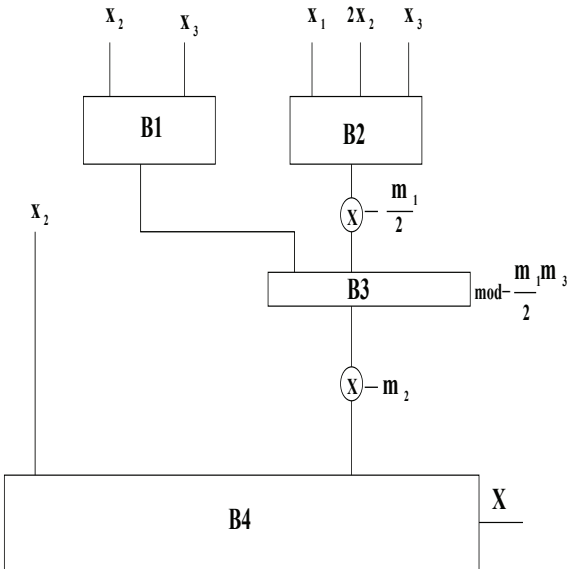 x₂ x₃ x₁ 2x₂ x₃
B1 B2
x₂
X – m₁/2
B3 mod– m₁m₃/2
X – m₂
X
B4